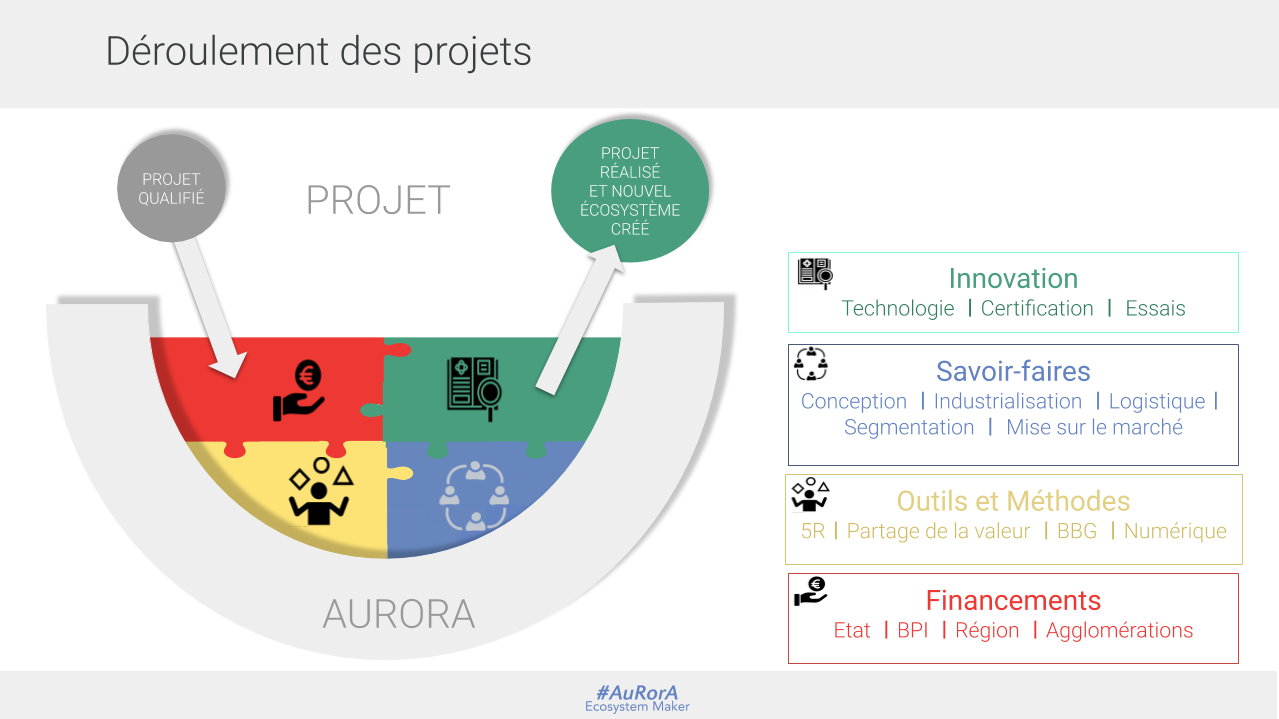 Déroulement des projets
PROJET
QUALIFIÉ
PROJET
PROJET
RÉALISÉ
ET NOUVEL
ÉCOSYSTÈME
CRÉÉ
AURORA
Innovation
Technologie | Certification | Essais
Savoir-faires
Conception | Industrialisation | Logistique |
Segmentation | Mise sur le marché
Outils et Méthodes
5R | Partage de la valeur | BBG | Numérique
Financements
Etat | BPI | Région | Agglomérations
#AuRorA
Ecosystem Maker